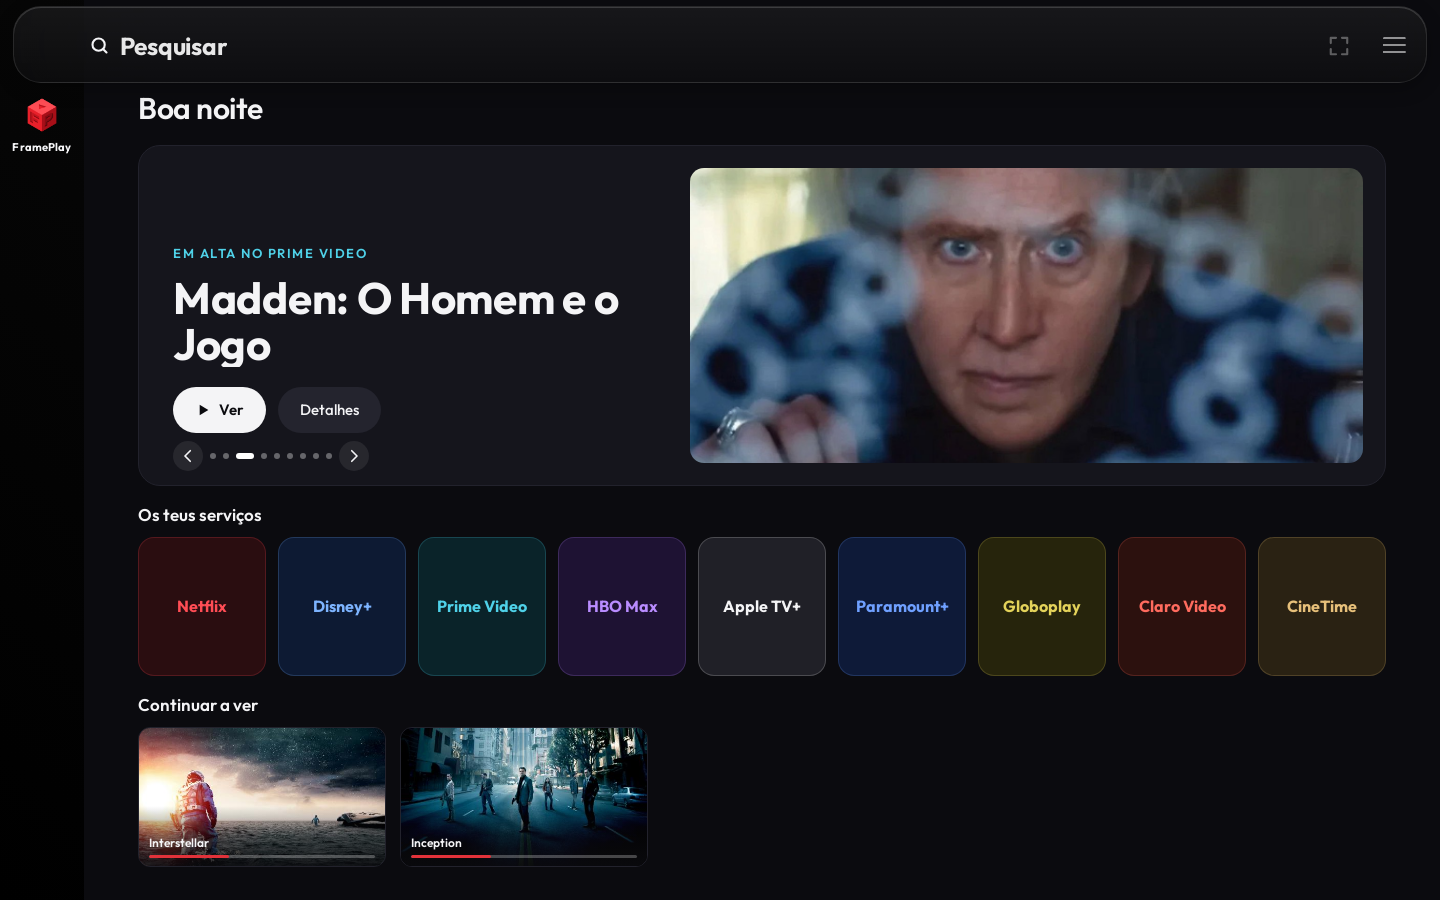 Pesquisar
FramePlay
Boa noite
EM ALTA NO PRIME VIDEO
Madden: O Homem e o
Jogo
Ver
Detalhes
Os teus serviços
Netflix
Disney+
Prime Video
HBO Max
Apple TV+
Paramount+
Globoplay
Claro Video
CineTime
Continuar a ver
Interstellar
Inception